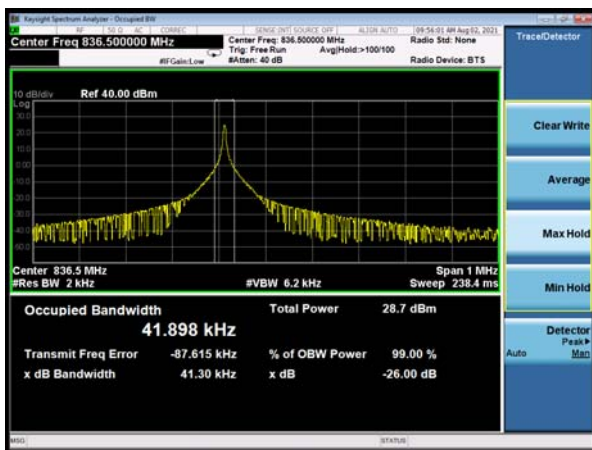 Keysight Spectrum Analyzer - Occupied BW
RF 50 Ω AC CORREC SENSE:INT SOURCE OFF ALIGN AUTO 09:56:01 AM Aug 02, 2021
Center Freq 836.500000 MHz
Center Freq: 836.500000 MHz
Radio Std: None
Trig: Free Run Avg|Hold:>100/100
#IFGain:Low #Atten: 40 dB Radio Device: BTS
Trace/Detector
10 dB/div Ref 40.00 dBm
Log
30.0
20.0
10.0
0.00
-10.0
-20.0
-30.0
-40.0
-50.0
Clear Write
Average
Max Hold
Min Hold
Detector
Peak▶
Auto Man
Center 836.5 MHz Span 1 MHz
#Res BW 2 kHz #VBW 6.2 kHz Sweep 238.4 ms
Occupied Bandwidth Total Power 28.7 dBm
41.898 kHz
Transmit Freq Error -87.615 kHz % of OBW Power 99.00 %
x dB Bandwidth 41.30 kHz x dB -26.00 dB
MSG STATUS